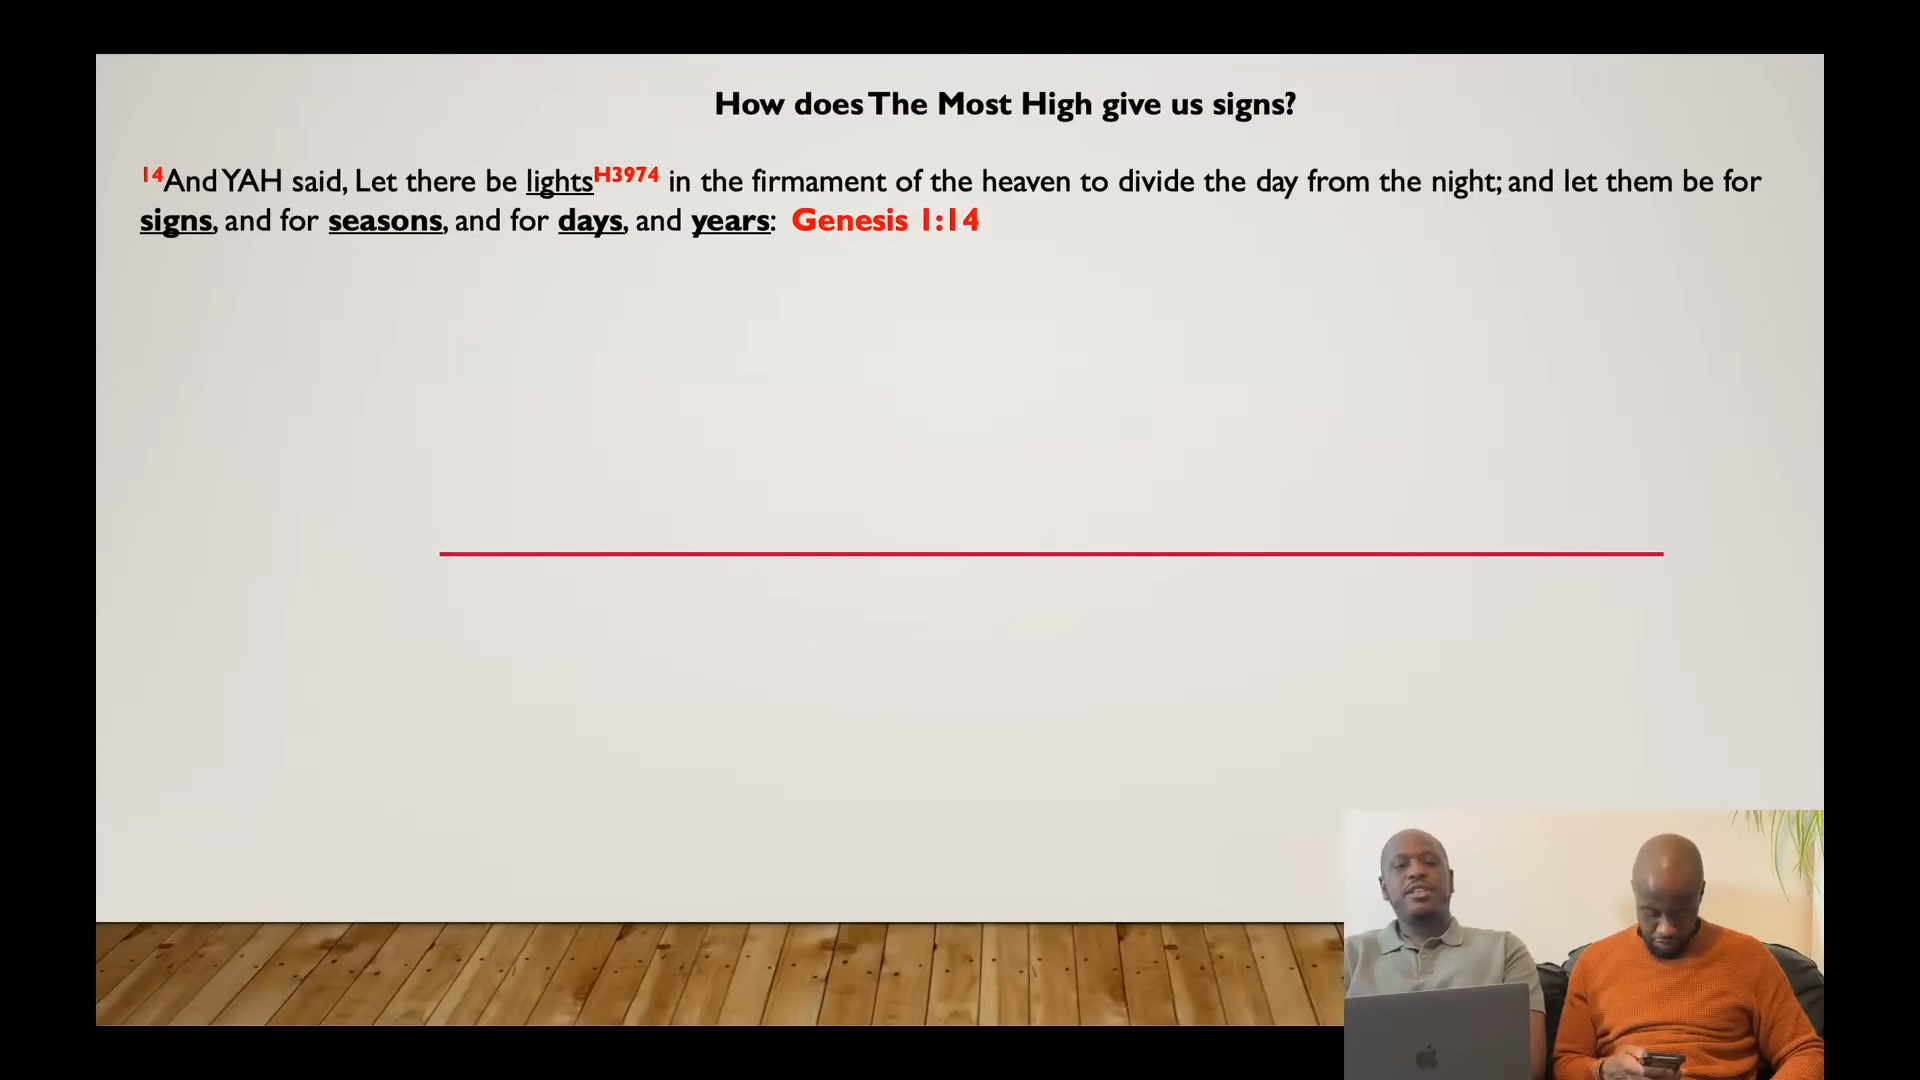 How does The Most High give us signs?
14And YAH said, Let there be lightsH3974 in the firmament of the heaven to divide the day from the night; and let them be for
signs, and for seasons, and for days, and years: Genesis 1:14